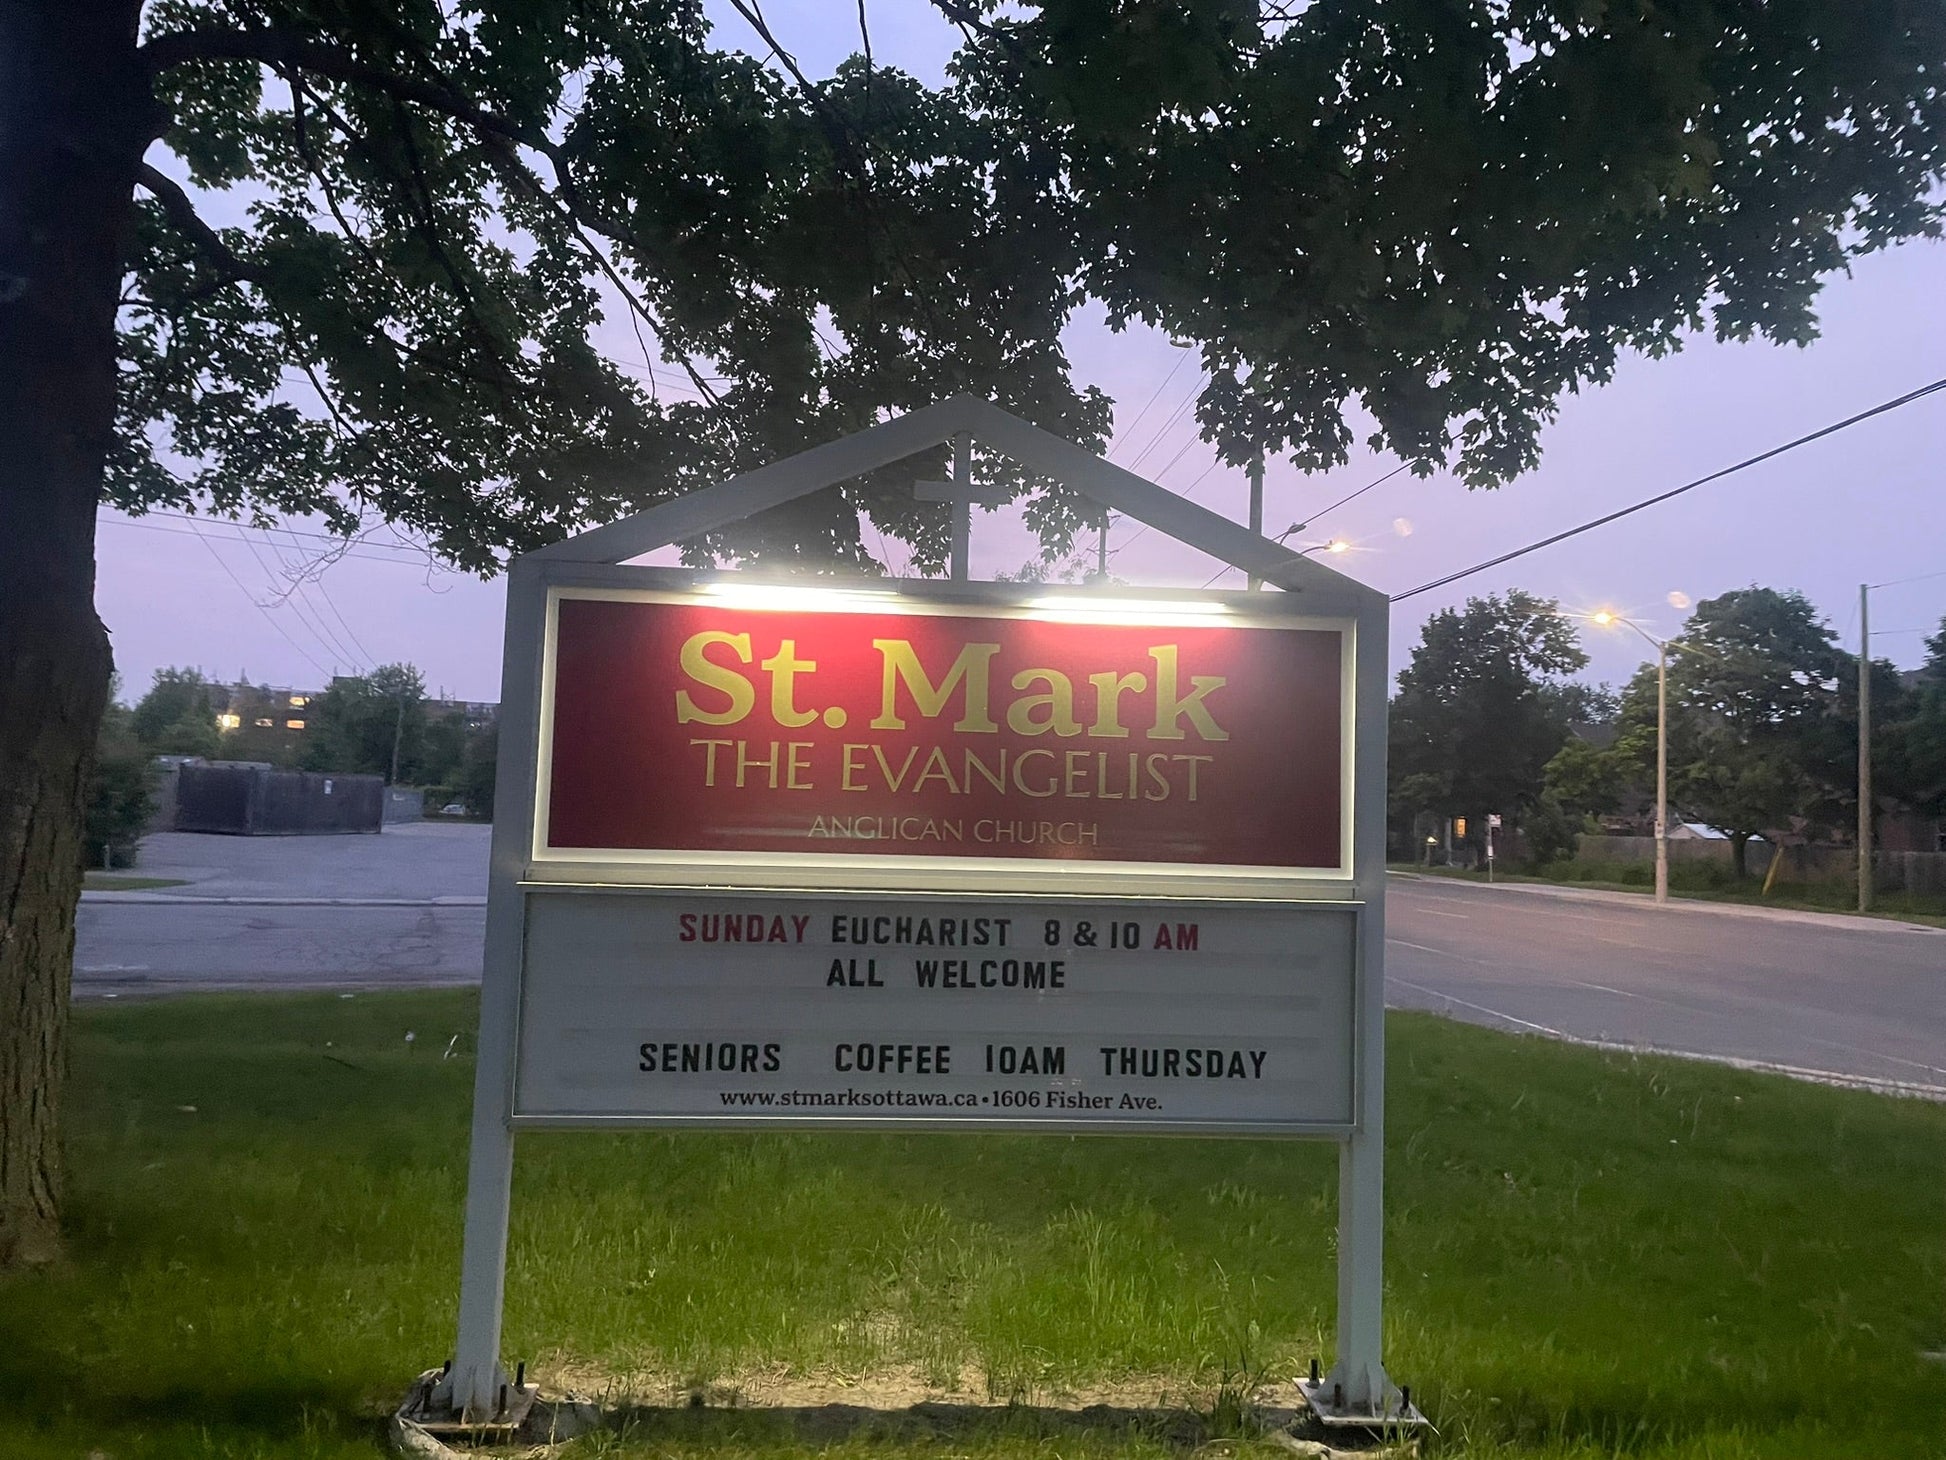 St. Mark
THE EVANGELIST
ANGLICAN CHURCH
SUNDAY EUCHARIST 8 & 10 AM
ALL WELCOME
SENIORS COFFEE 10AM THURSDAY
www.stmarksottawa.ca • 1606 Fisher Ave.